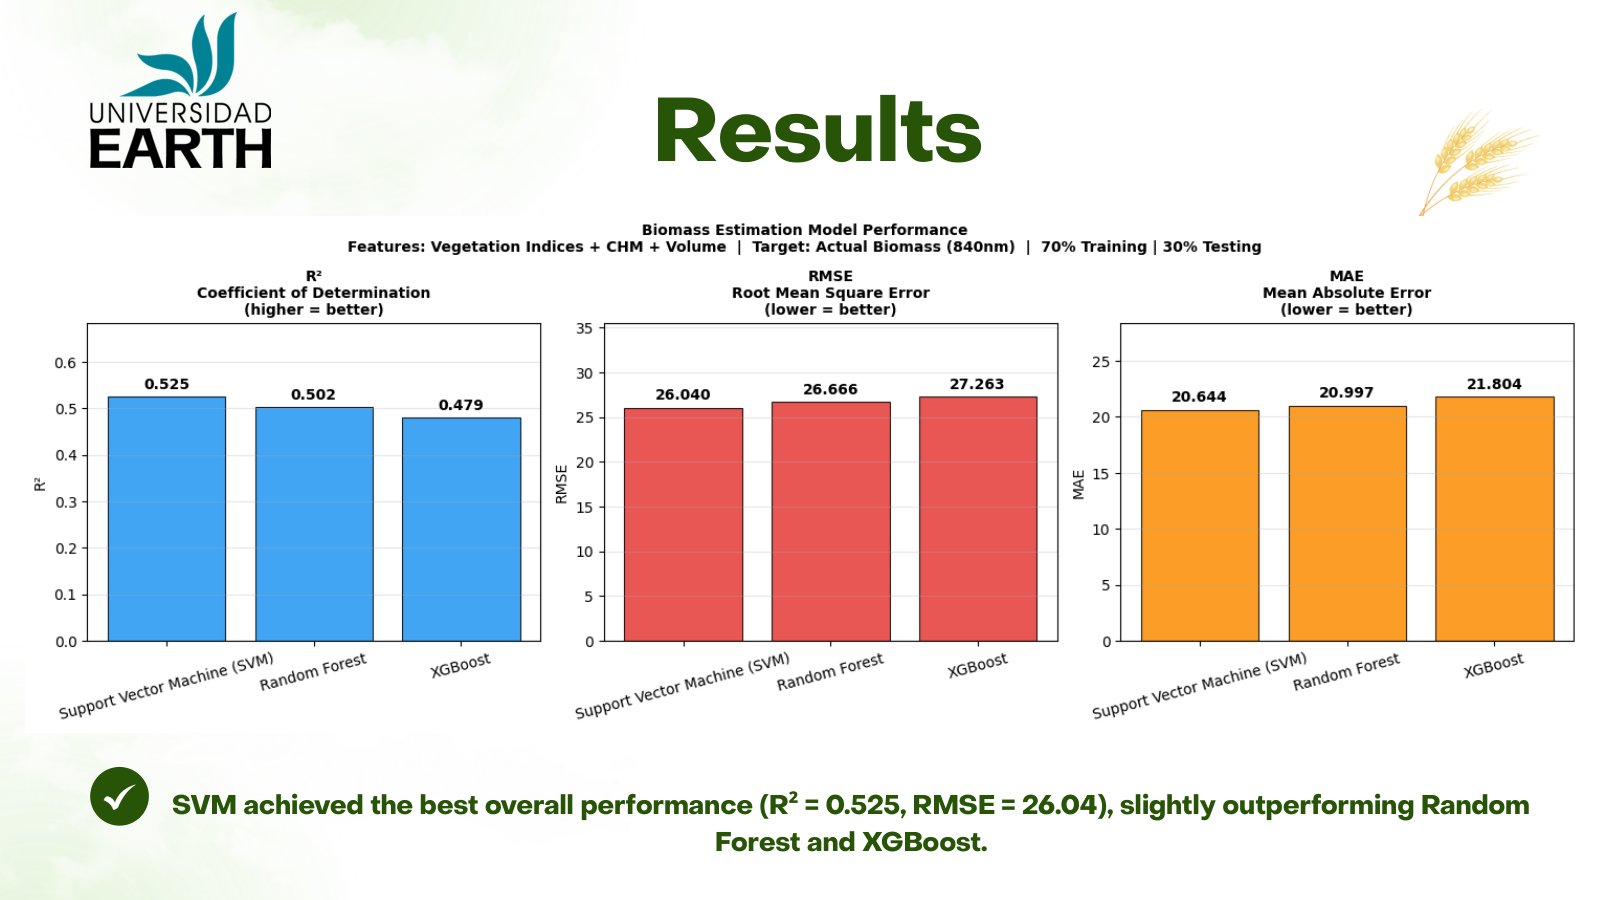 UNIVERSIDAD
EARTH
Results
Biomass Estimation Model Performance
Features: Vegetation Indices + CHM + Volume | Target: Actual Biomass (840nm) | 70% Training | 30% Testing
R²
Coefficient of Determination
(higher = better)
R²
0.6
0.5
0.4
0.3
0.2
0.1
0.0
0.525
0.502
0.479
Support Vector Machine (SVM)
Random Forest
XGBoost
RMSE
Root Mean Square Error
(lower = better)
RMSE
35
30
25
20
15
10
5
0
26.040
26.666
27.263
Support Vector Machine (SVM)
Random Forest
XGBoost
MAE
Mean Absolute Error
(lower = better)
MAE
25
20
15
10
5
0
20.644
20.997
21.804
Support Vector Machine (SVM)
Random Forest
XGBoost
SVM achieved the best overall performance (R² = 0.525, RMSE = 26.04), slightly outperforming Random
Forest and XGBoost.